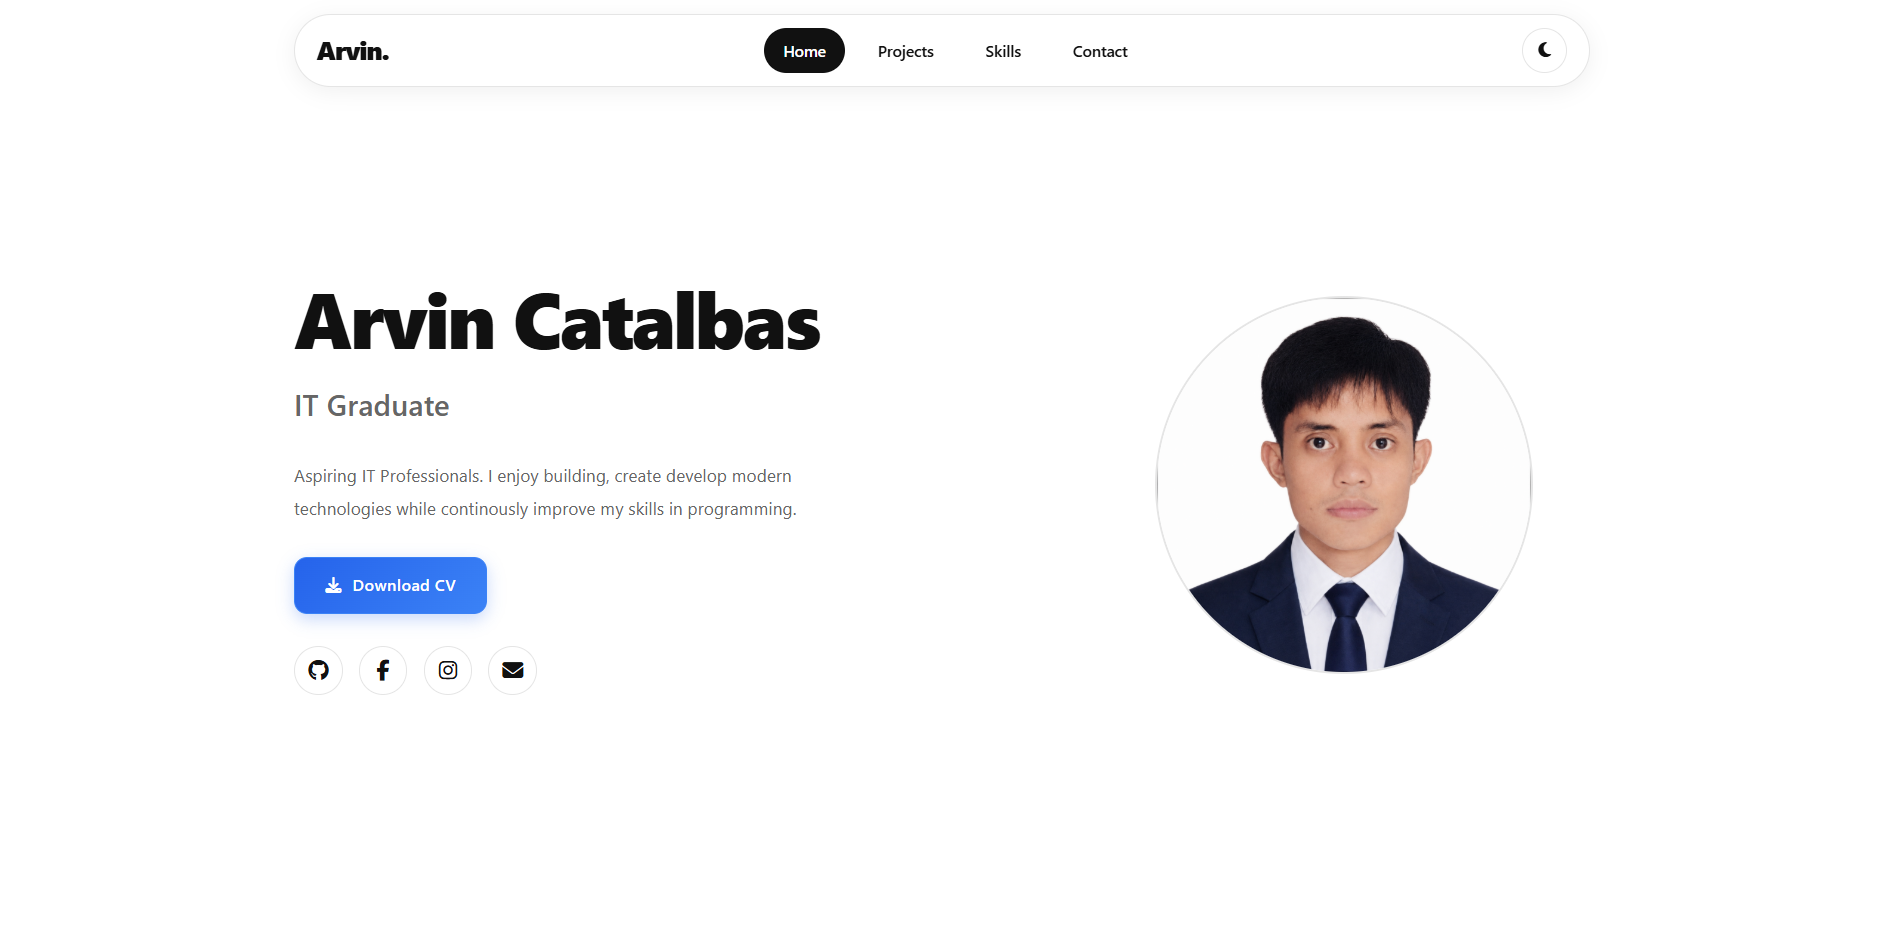 Arvin.
Home
Projects
Skills
Contact
Arvin Catalbas
IT Graduate
Aspiring IT Professionals. I enjoy building, create develop modern
technologies while continously improve my skills in programming.
Download CV